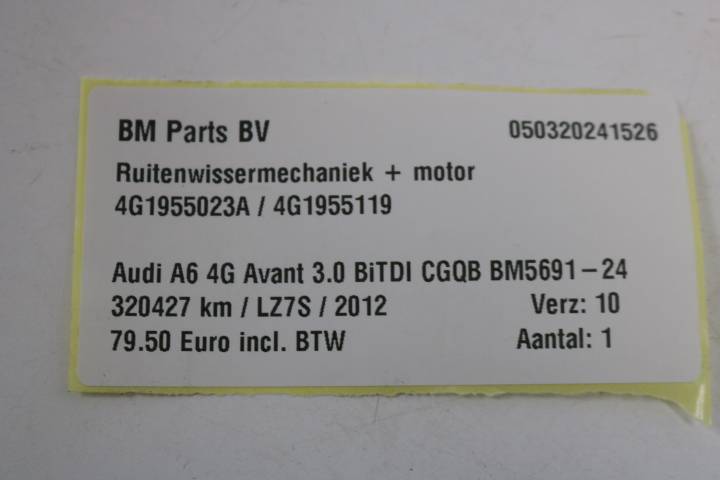 BM Parts BV 050320241526
Ruitenwissermechaniek + motor
4G1955023A / 4G1955119
Audi A6 4G Avant 3.0 BiTDI CGQB BM5691-24
320427 km / LZ7S / 2012 Verz: 10
79.50 Euro incl. BTW Aantal: 1